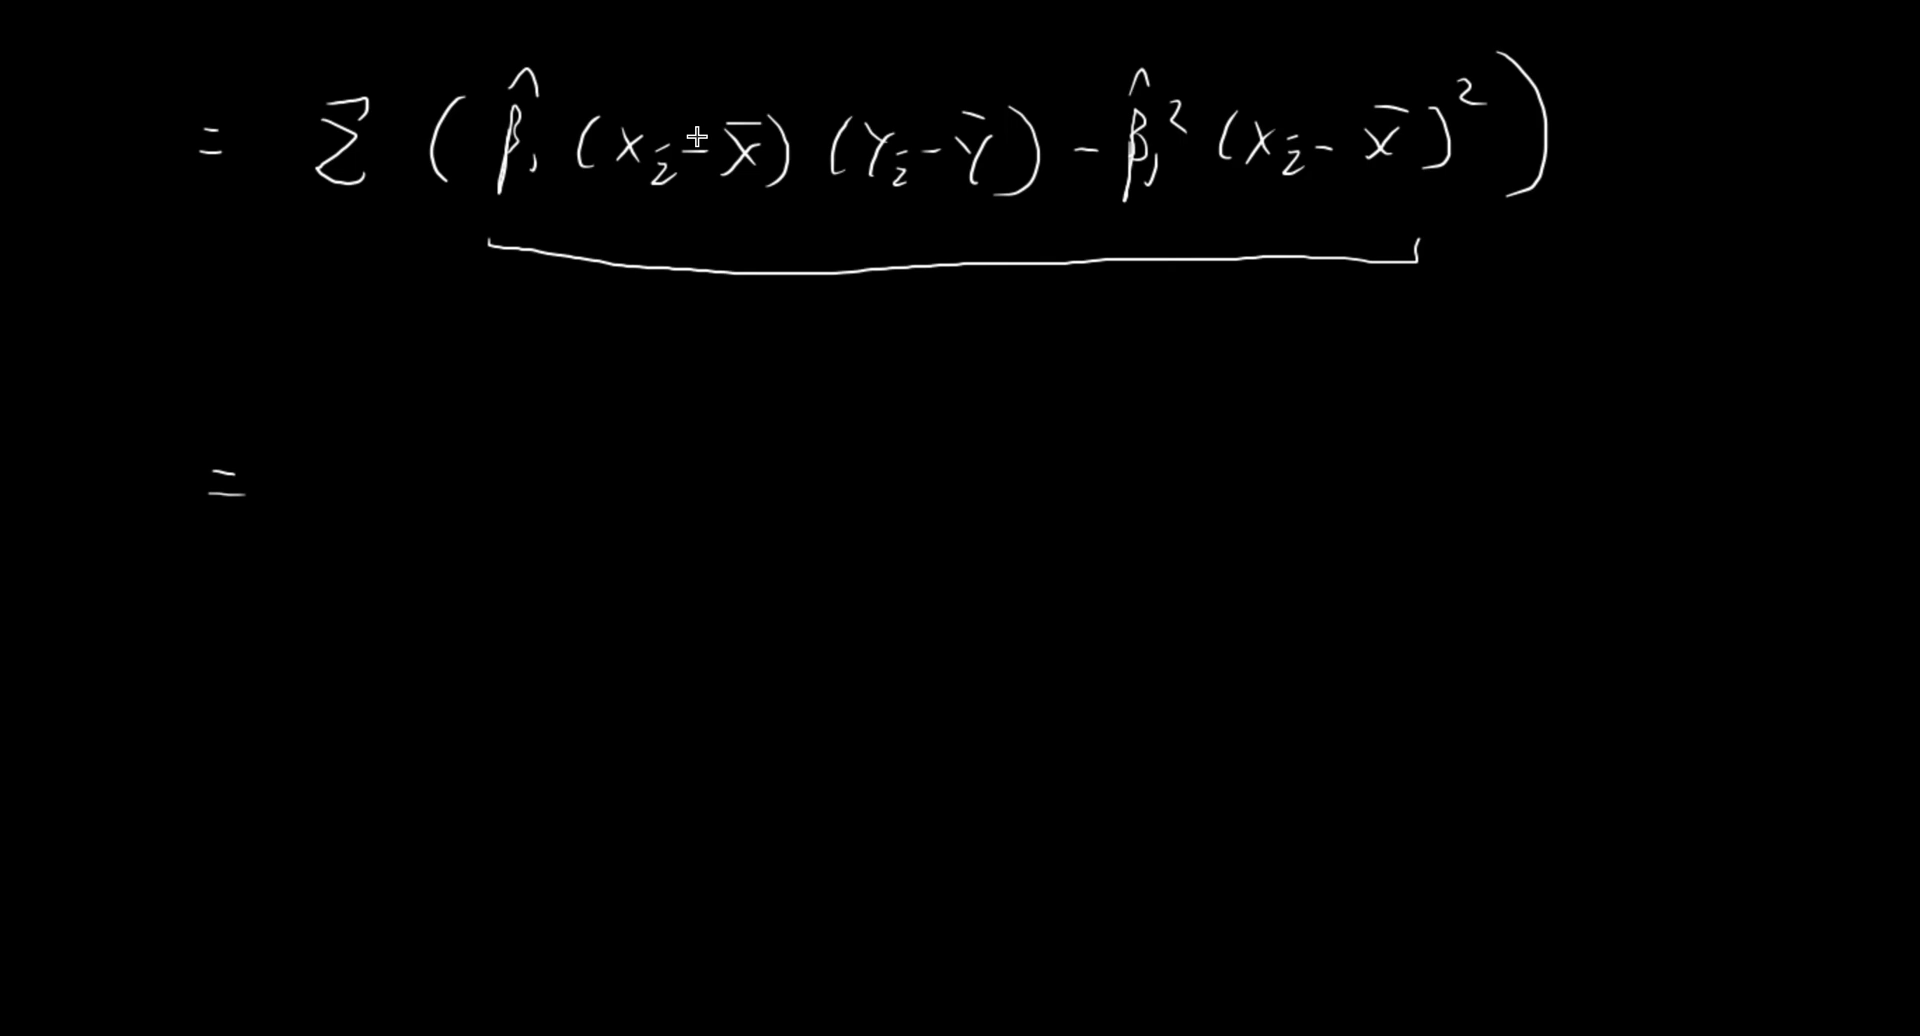 = Σ ( β̂₁ (Xᵢ - X̄) (Yᵢ - Ȳ) - β̂₁² (Xᵢ - X̄)² )
=